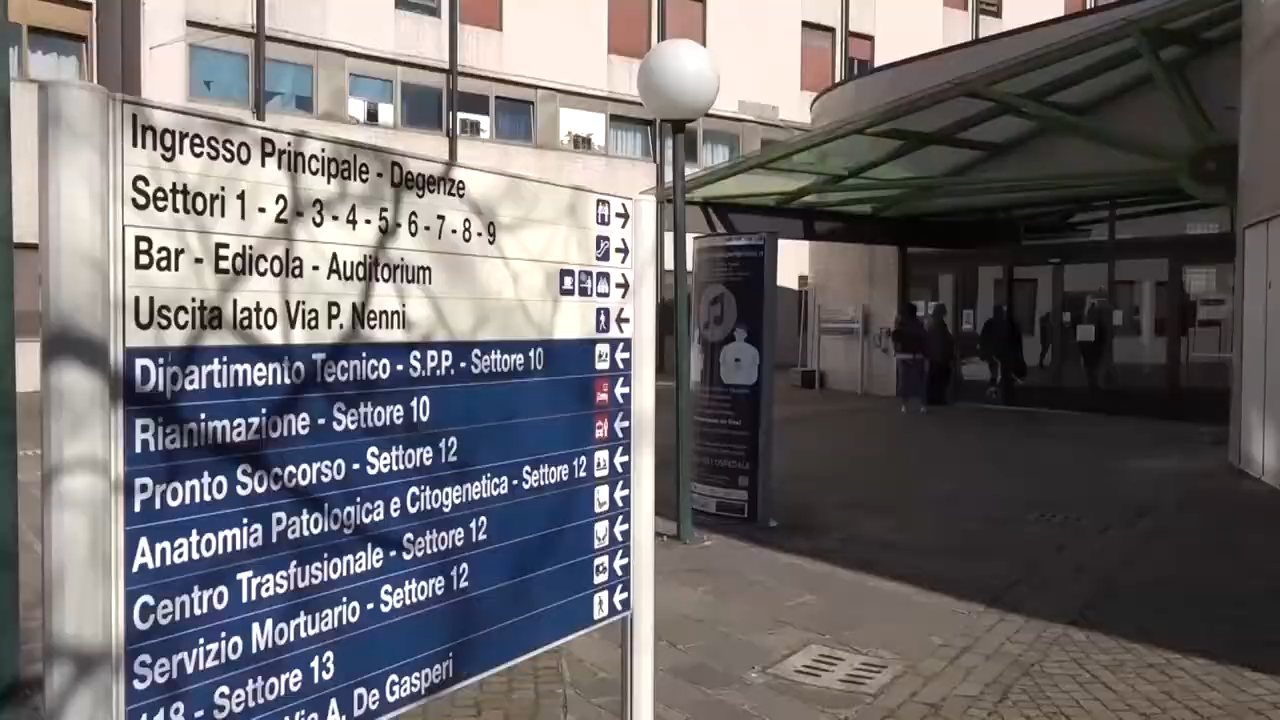 Ingresso Principale - Degenze
Settori 1 - 2 - 3 - 4 - 5 - 6 - 7 - 8 - 9
Bar - Edicola - Auditorium
Uscita lato Via P. Nenni
Dipartimento Tecnico - S.P.P. - Settore 10
Rianimazione - Settore 10
Pronto Soccorso - Settore 12
Anatomia Patologica e Citogenetica - Settore 12
Centro Trasfusionale - Settore 12
Servizio Mortuario - Settore 12
118 - Settore 13
Via A. De Gasperi